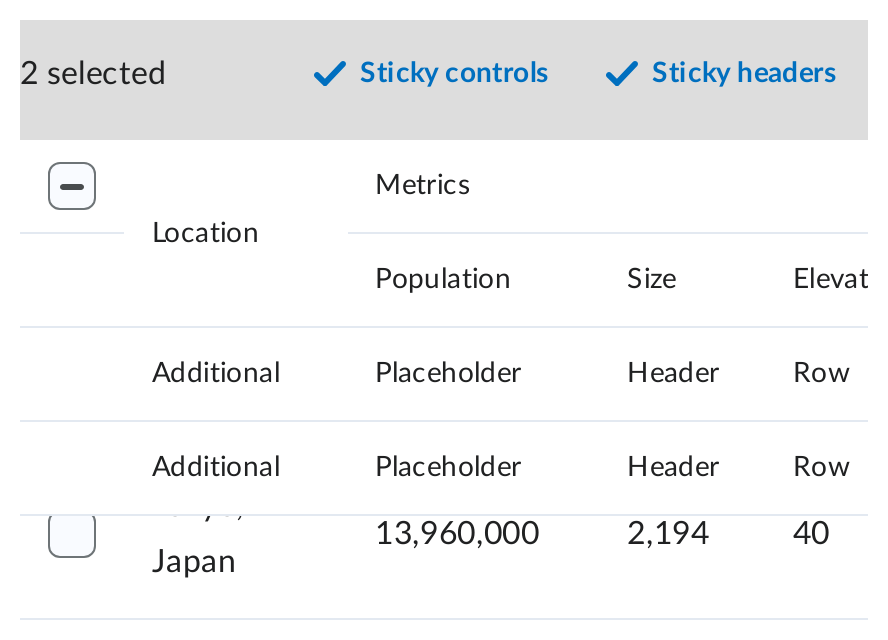 2 selected Sticky controls Sticky headers
Metrics
Location
Population Size Elevat
Additional Placeholder Header Row
Additional Placeholder Header Row
13,960,000 2,194 40
Japan